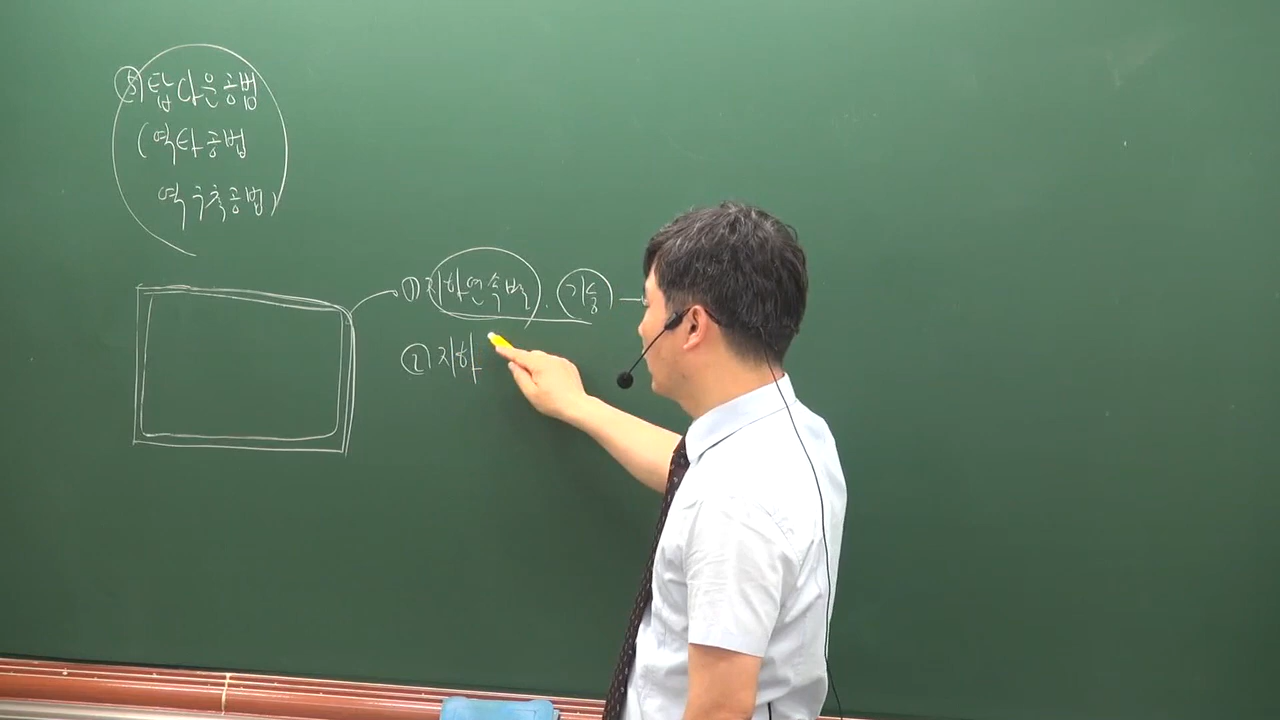 ⑤ 탑다운공법
(역타공법
역구축공법)
① 지하연속벽, 기둥
② 지하